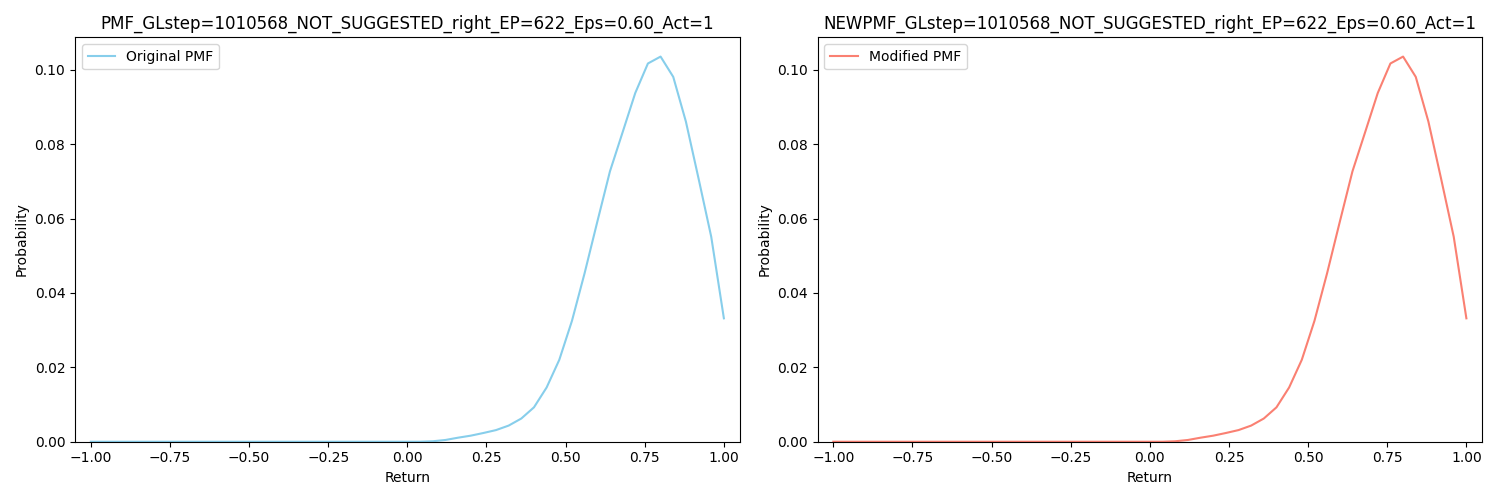 PMF_GLstep=1010568_NOT_SUGGESTED_right_EP=622_Eps=0.60_Act=1
Original PMF
0.10
0.08
0.06
0.04
0.02
0.00
Probability
−1.00 −0.75 −0.50 −0.25 0.00 0.25 0.50 0.75 1.00
Return
NEWPMF_GLstep=1010568_NOT_SUGGESTED_right_EP=622_Eps=0.60_Act=1
Modified PMF
0.10
0.08
0.06
0.04
0.02
0.00
Probability
−1.00 −0.75 −0.50 −0.25 0.00 0.25 0.50 0.75 1.00
Return